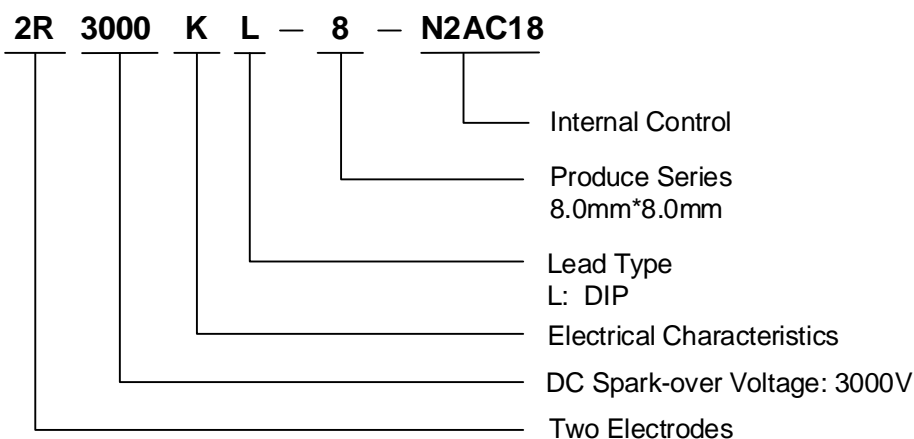 2R 3000 K L – 8 – N2AC18
Internal Control
Produce Series
8.0mm*8.0mm
Lead Type
L: DIP
Electrical Characteristics
DC Spark-over Voltage: 3000V
Two Electrodes